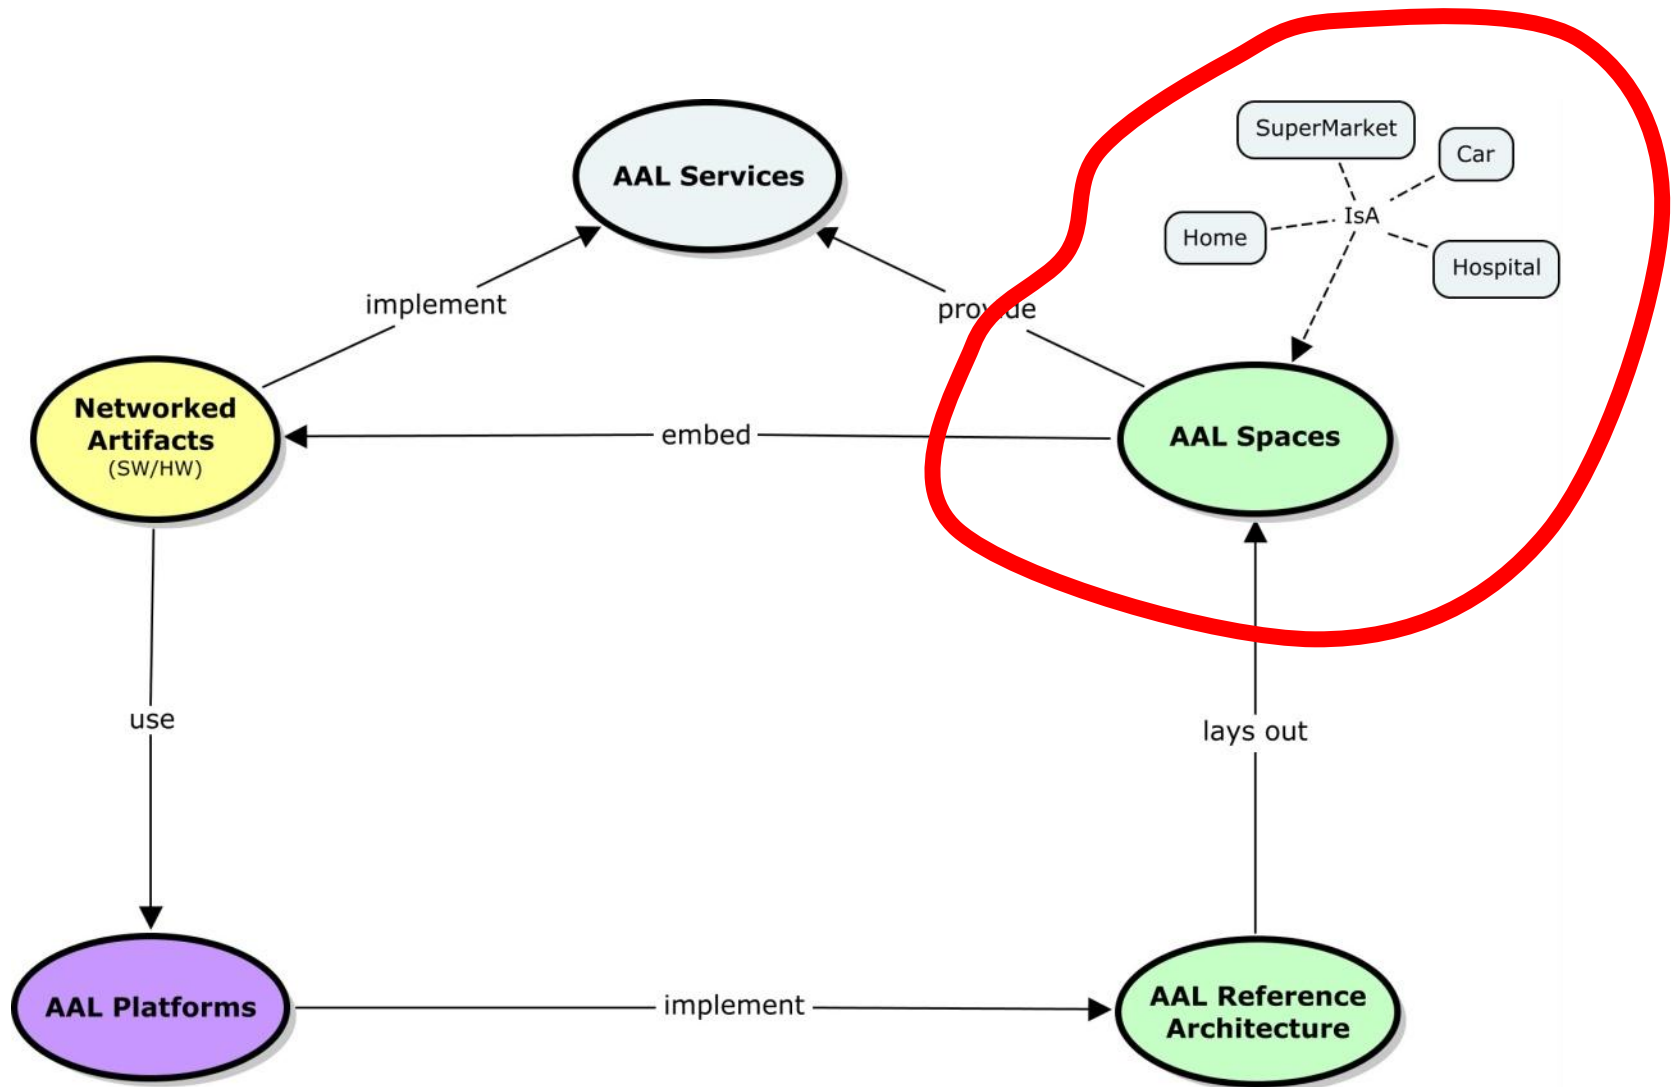 SuperMarket
Car
AAL Services
IsA
Home
Hospital
implement
provide
Networked
Artifacts
(SW/HW)
embed
AAL Spaces
use
lays out
AAL Platforms
implement
AAL Reference
Architecture